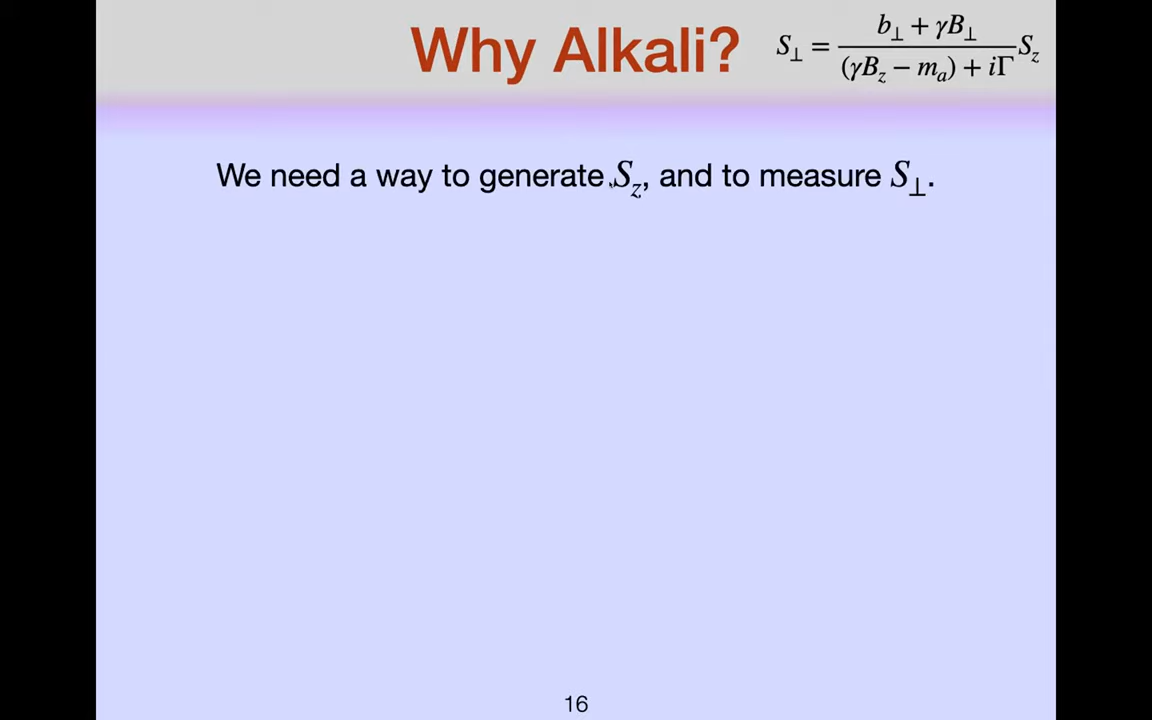 Why Alkali?
S⊥ = (b⊥ + γB⊥) / ((γB_z − m_a) + iΓ) S_z
We need a way to generate S_z, and to measure S⊥.
16